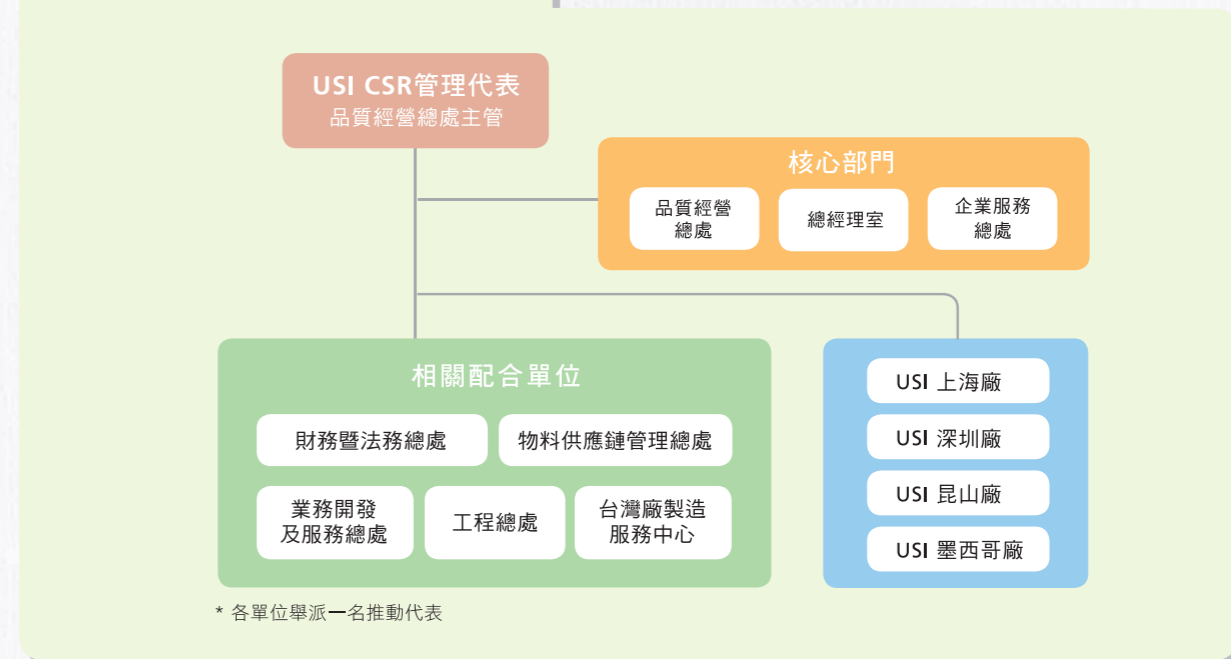 USI CSR管理代表
品質經營總處主管
核心部門
品質經營
總處
總經理室
企業服務
總處
相關配合單位
財務暨法務總處
物料供應鏈管理總處
業務開發
及服務總處
工程總處
台灣廠製造
服務中心
USI 上海廠
USI 深圳廠
USI 昆山廠
USI 墨西哥廠
* 各單位舉派一名推動代表